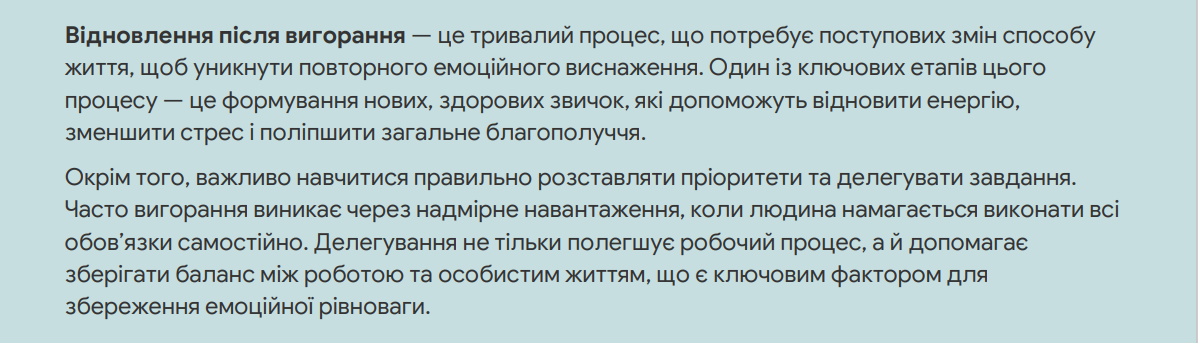 Відновлення після вигорання — це тривалий процес, що потребує поступових змін способу
життя, щоб уникнути повторного емоційного виснаження. Один із ключових етапів цього
процесу — це формування нових, здорових звичок, які допоможуть відновити енергію,
зменшити стрес і поліпшити загальне благополуччя.
Окрім того, важливо навчитися правильно розставляти пріоритети та делегувати завдання.
Часто вигорання виникає через надмірне навантаження, коли людина намагається виконати всі
обов’язки самостійно. Делегування не тільки полегшує робочий процес, а й допомагає
зберігати баланс між роботою та особистим життям, що є ключовим фактором для
збереження емоційної рівноваги.